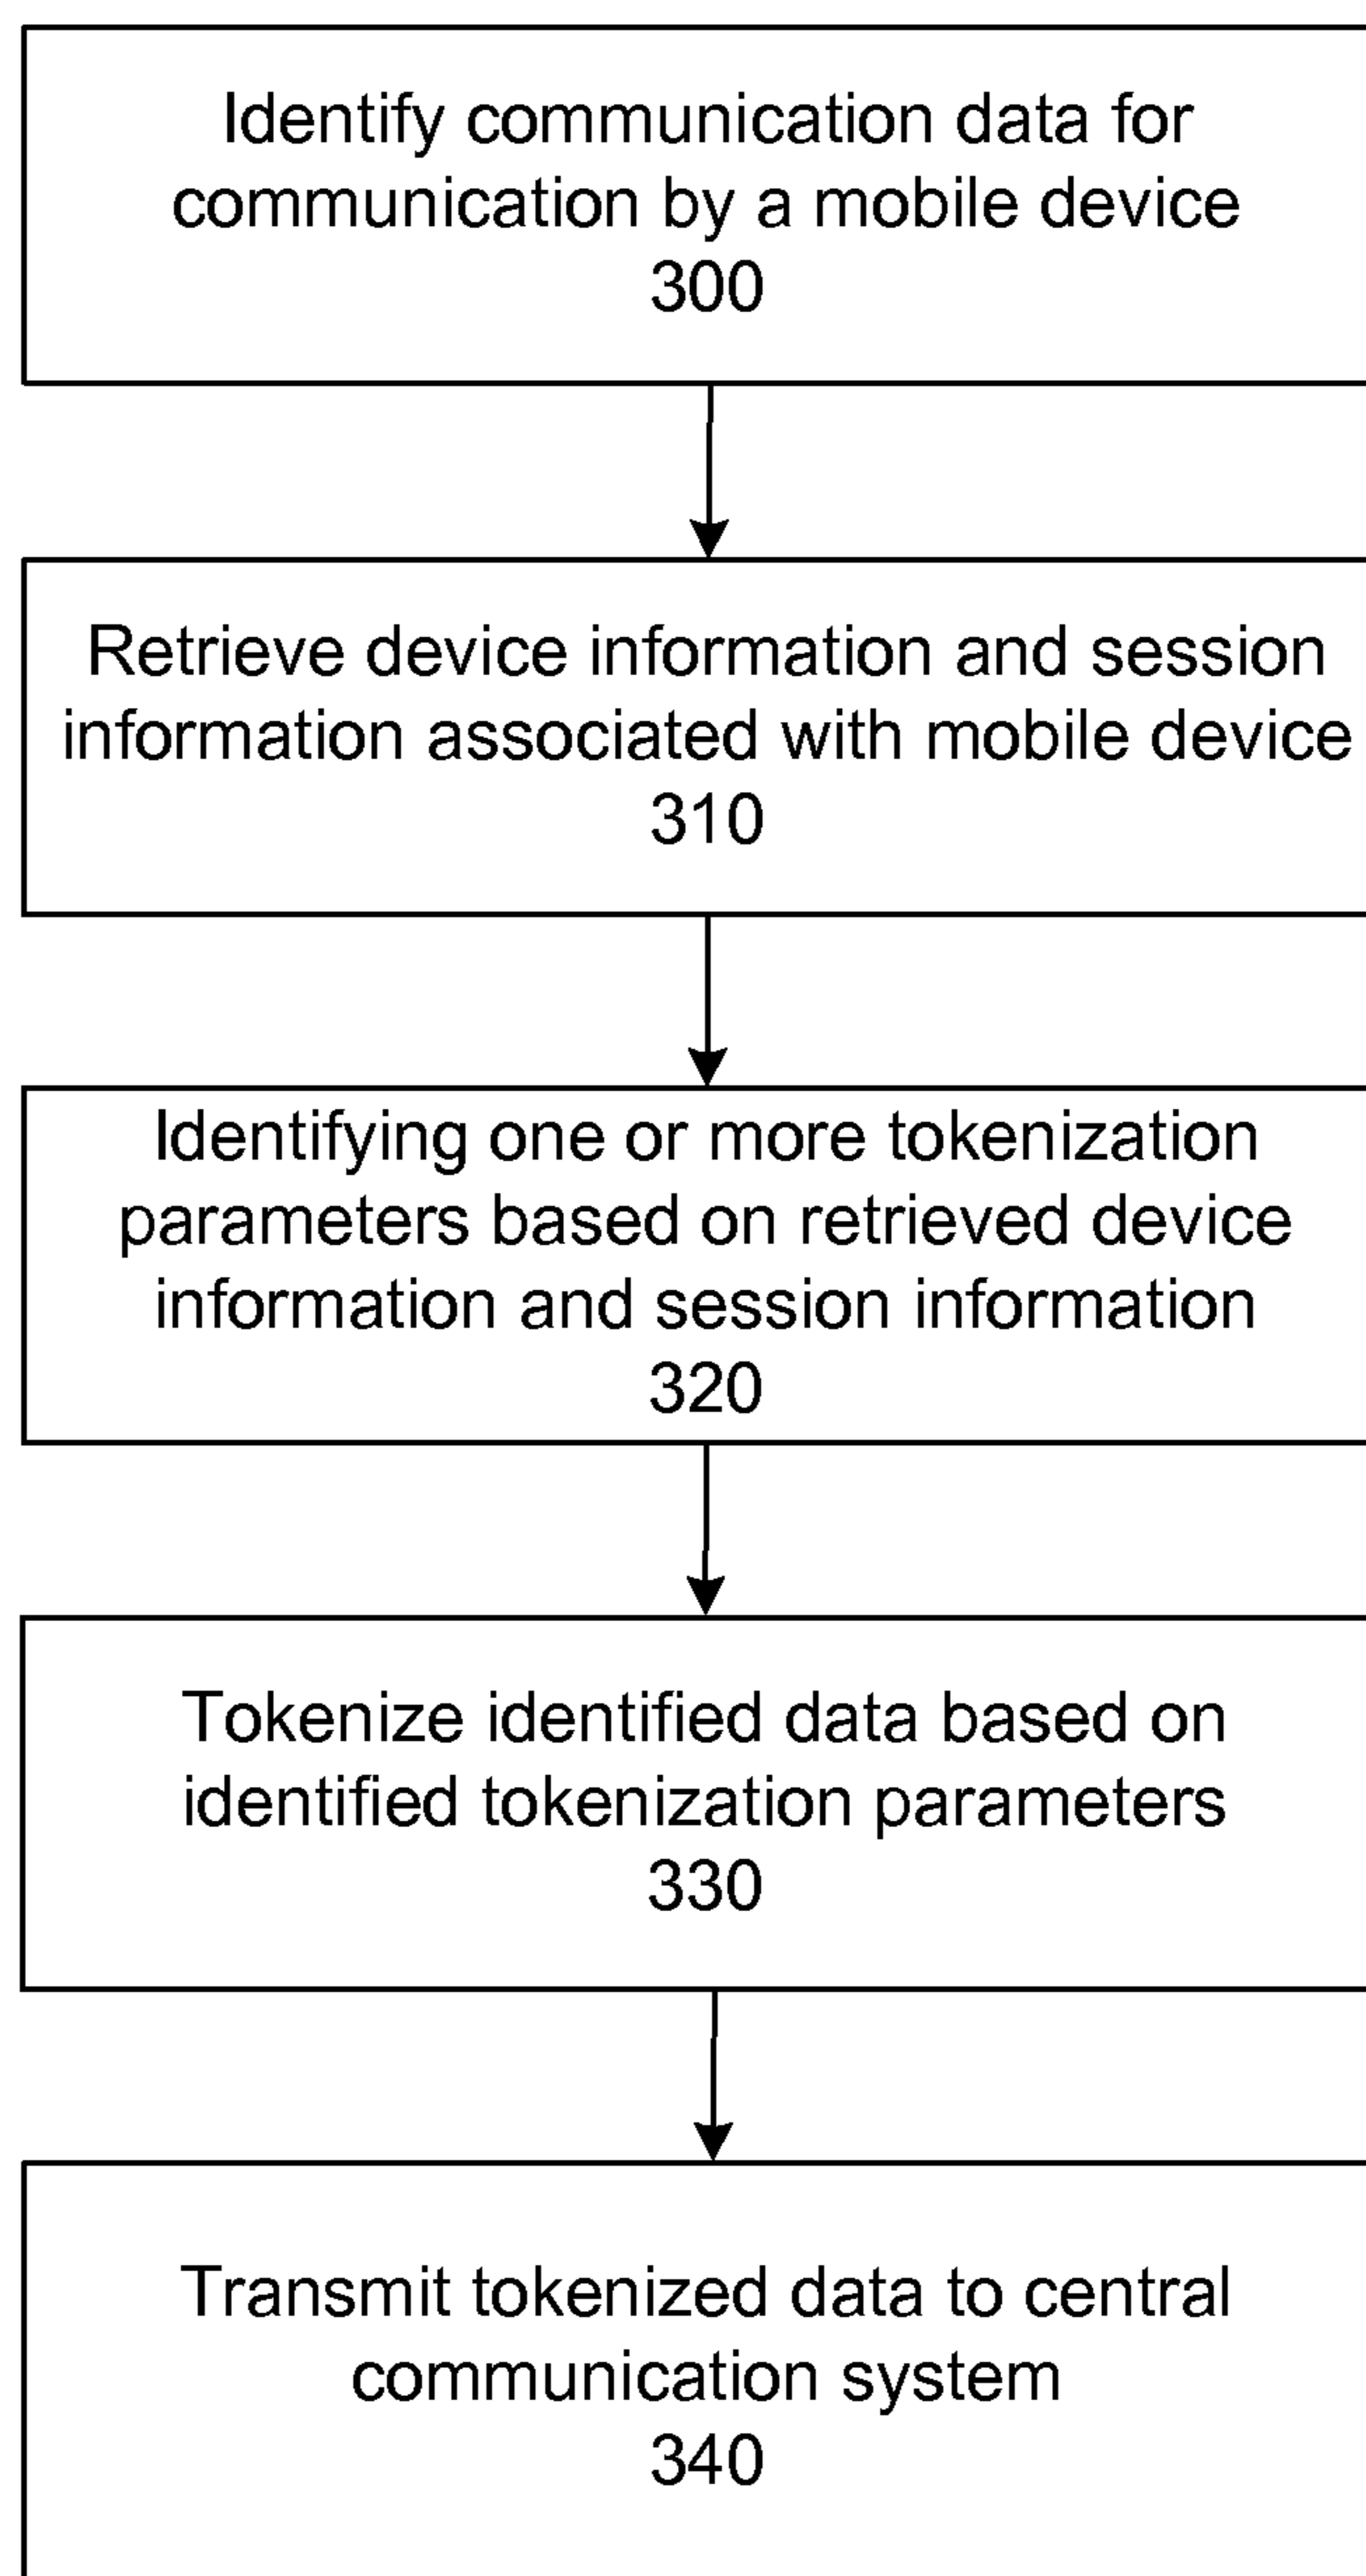 Identify communication data for
communication by a mobile device
300
Retrieve device information and session
information associated with mobile device
310
Identifying one or more tokenization
parameters based on retrieved device
information and session information
320
Tokenize identified data based on
identified tokenization parameters
330
Transmit tokenized data to central
communication system
340